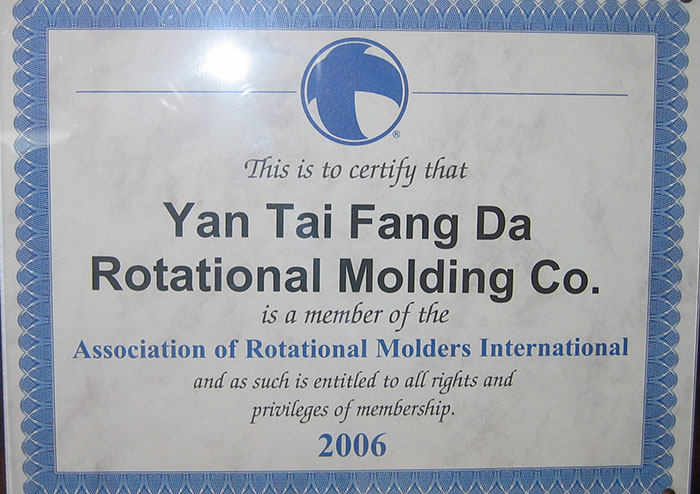 ®
This is to certify that
Yan Tai Fang Da
Rotational Molding Co.
is a member of the
Association of Rotational Molders International
and as such is entitled to all rights and
privileges of membership.
2006